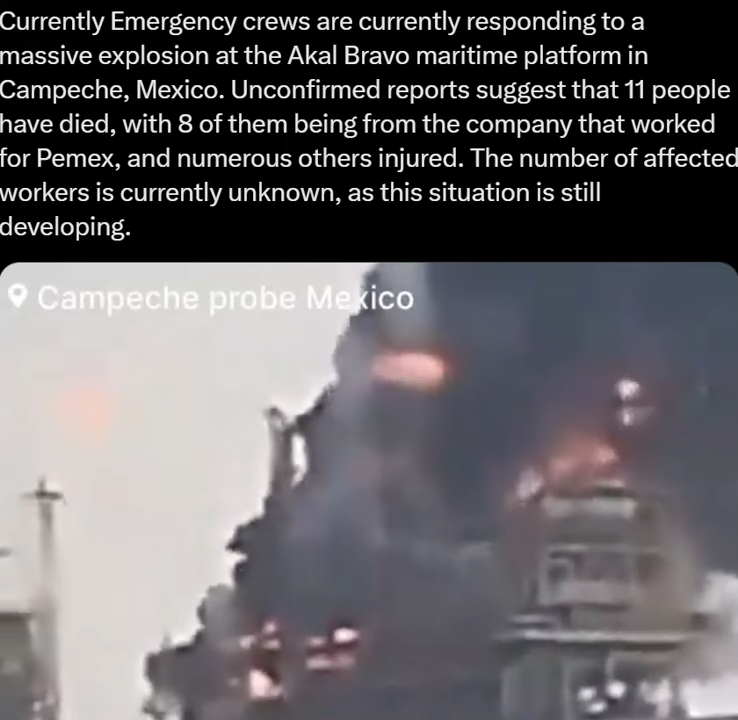 Currently Emergency crews are currently responding to a
massive explosion at the Akal Bravo maritime platform in
Campeche, Mexico. Unconfirmed reports suggest that 11 people
have died, with 8 of them being from the company that worked
for Pemex, and numerous others injured. The number of affected
workers is currently unknown, as this situation is still
developing.
Campeche probe Mexico